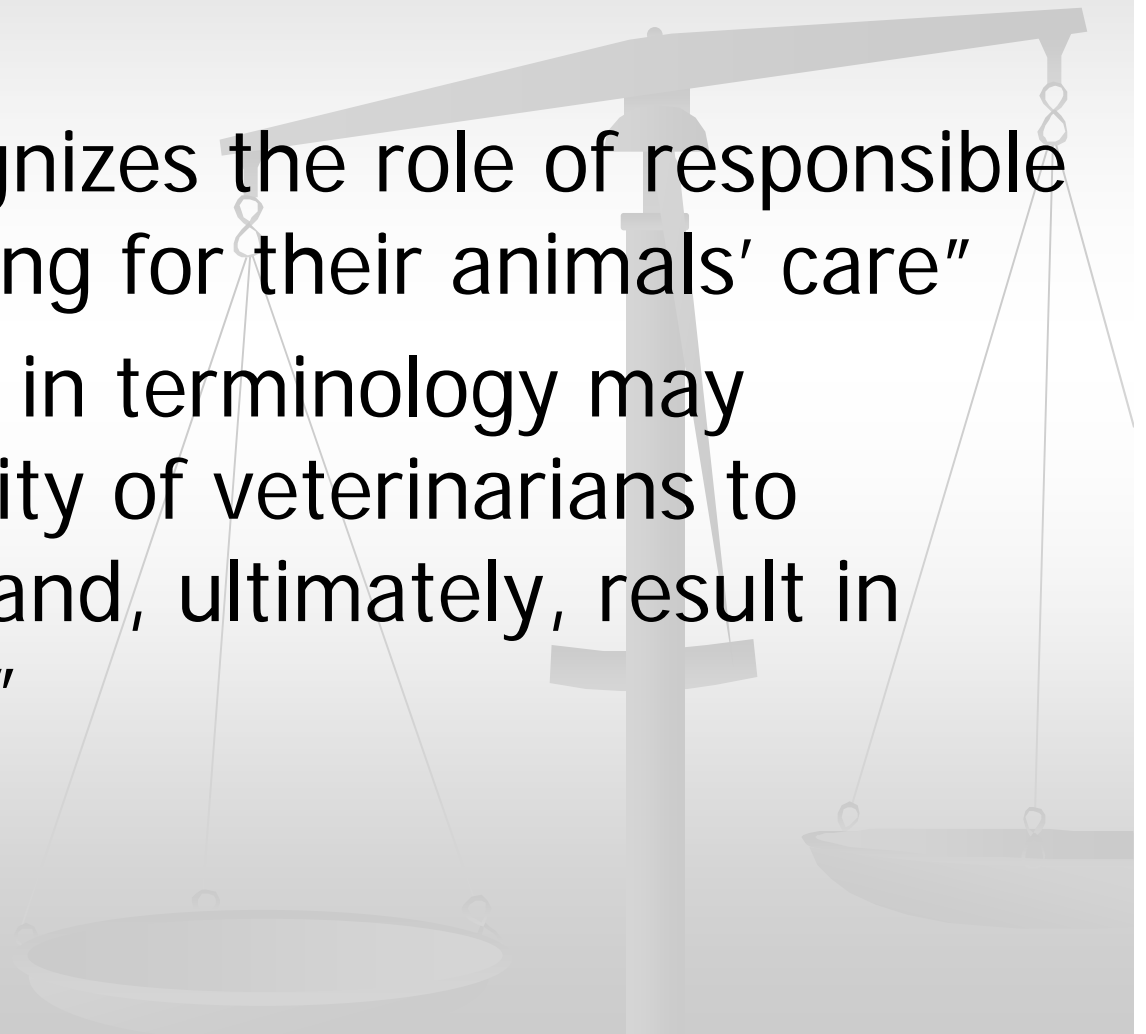 gnizes the role of responsible
ng for their animals’ care”
in terminology may
ity of veterinarians to
and, ultimately, result in
”